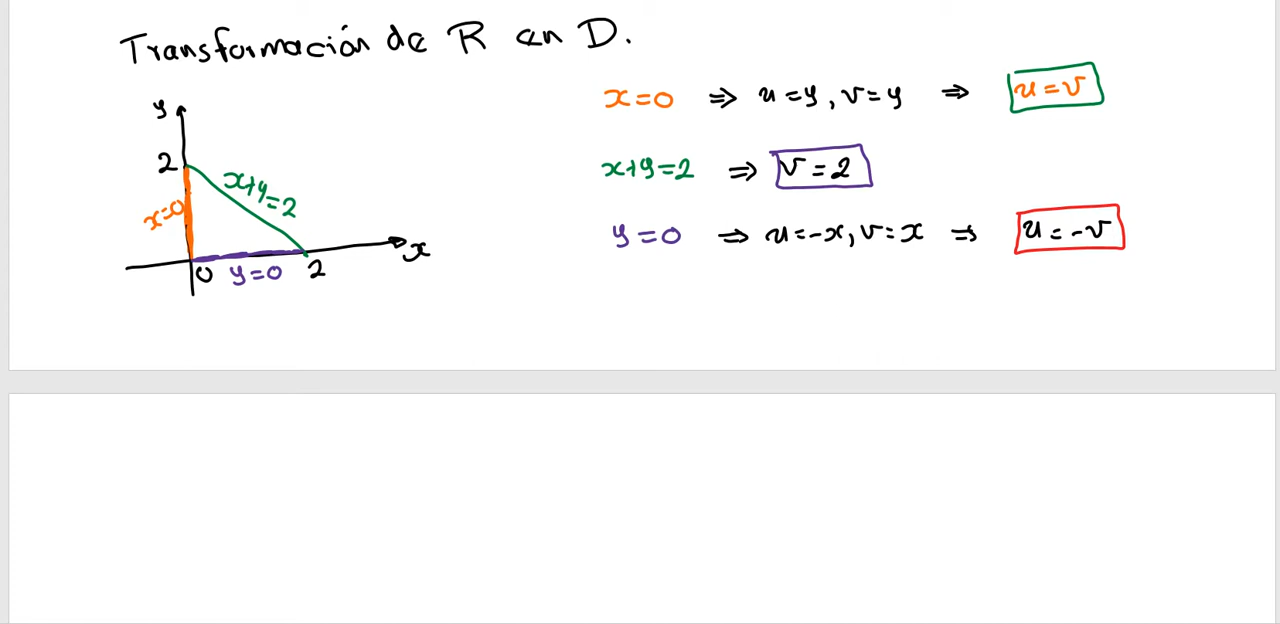 Transformación de R en D.
y
2
x+y=2
x=0
0 y=0 2 x
x=0 ⇒ u=y, v=y ⇒ u=v
x+y=2 ⇒ v=2
y=0 ⇒ u=-x, v=x ⇒ u=-v